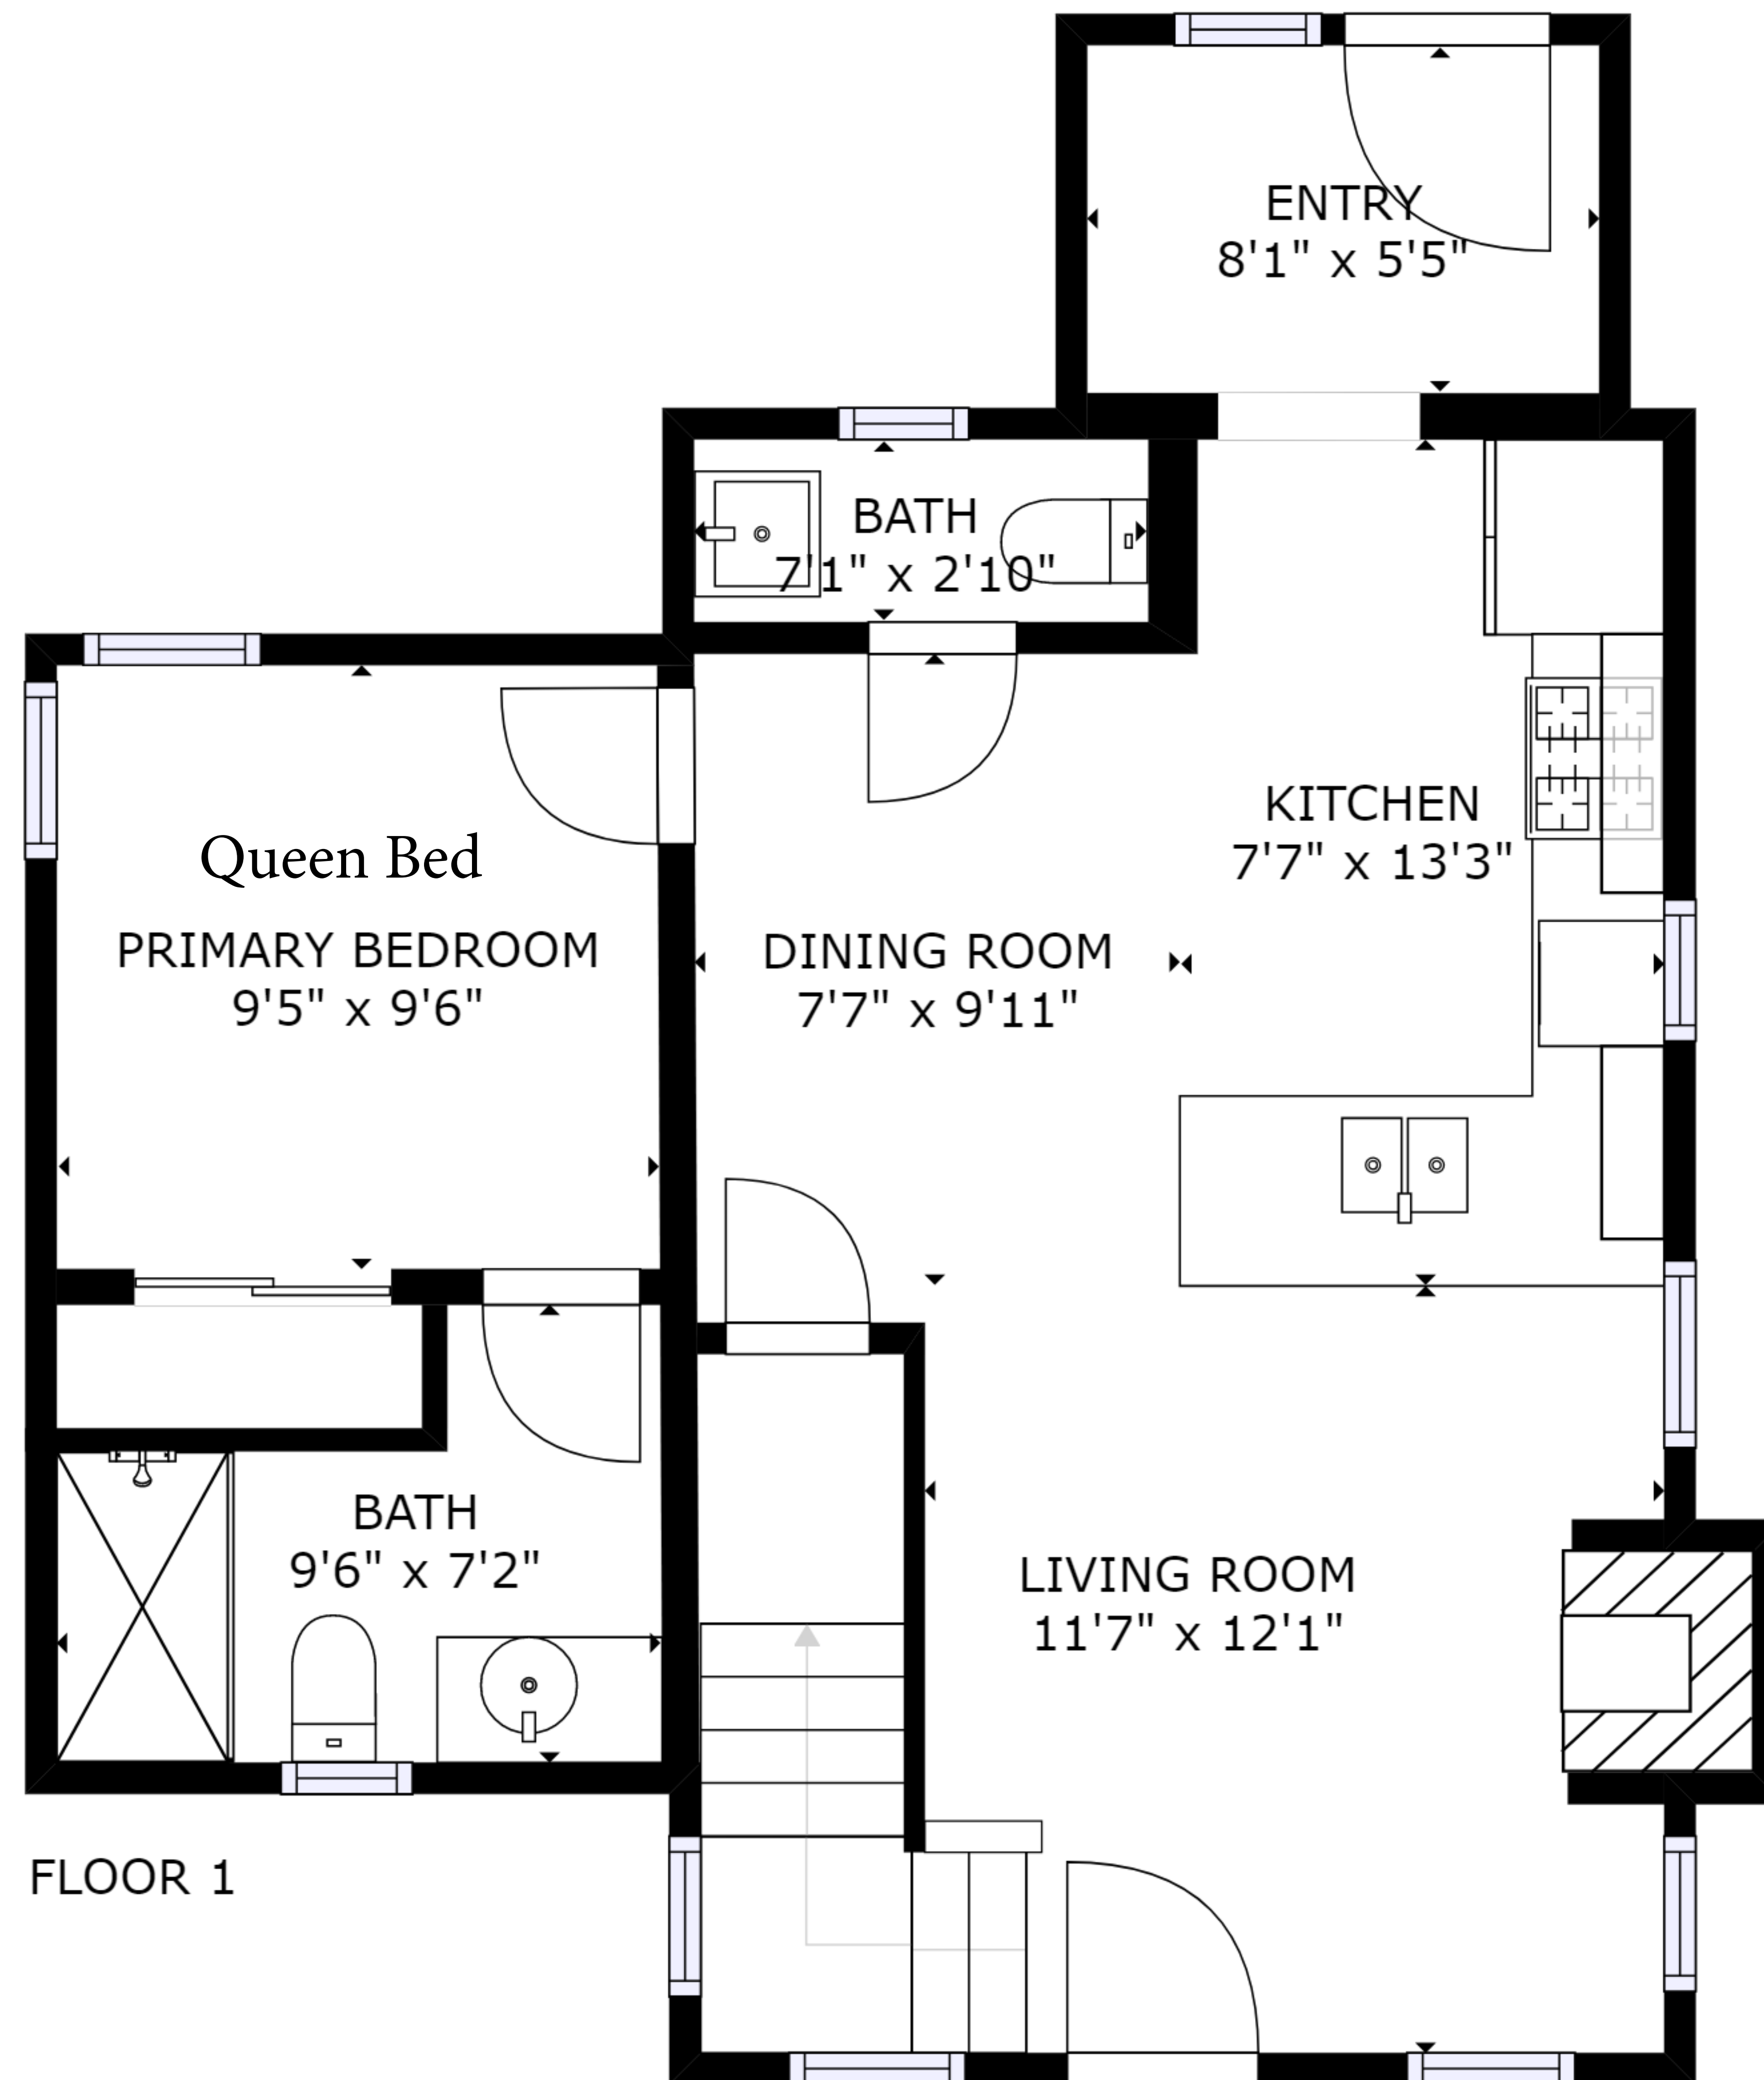 ENTRY
8'1" x 5'5"
BATH
7'1" x 2'10"
KITCHEN
7'7" x 13'3"
Queen Bed
PRIMARY BEDROOM
9'5" x 9'6"
DINING ROOM
7'7" x 9'11"
BATH
9'6" x 7'2"
LIVING ROOM
11'7" x 12'1"
FLOOR 1